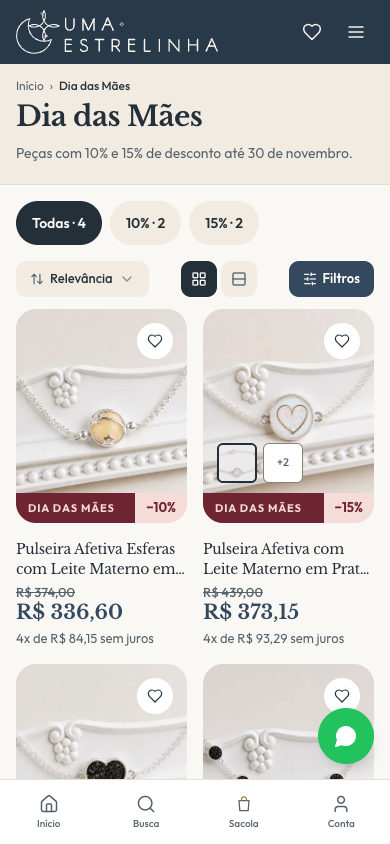 UMA
ESTRELINHA
Início › Dia das Mães
Dia das Mães
Peças com 10% e 15% de desconto até 30 de novembro.
Todas · 4
10% · 2
15% · 2
Relevância
Filtros
+2
DIA DAS MÃES
−10%
DIA DAS MÃES
−15%
Pulseira Afetiva Esferas
com Leite Materno em…
R$ 374,00
R$ 336,60
4x de R$ 84,15 sem juros
Pulseira Afetiva com
Leite Materno em Prat…
R$ 439,00
R$ 373,15
4x de R$ 93,29 sem juros
Início
Busca
Sacola
Conta